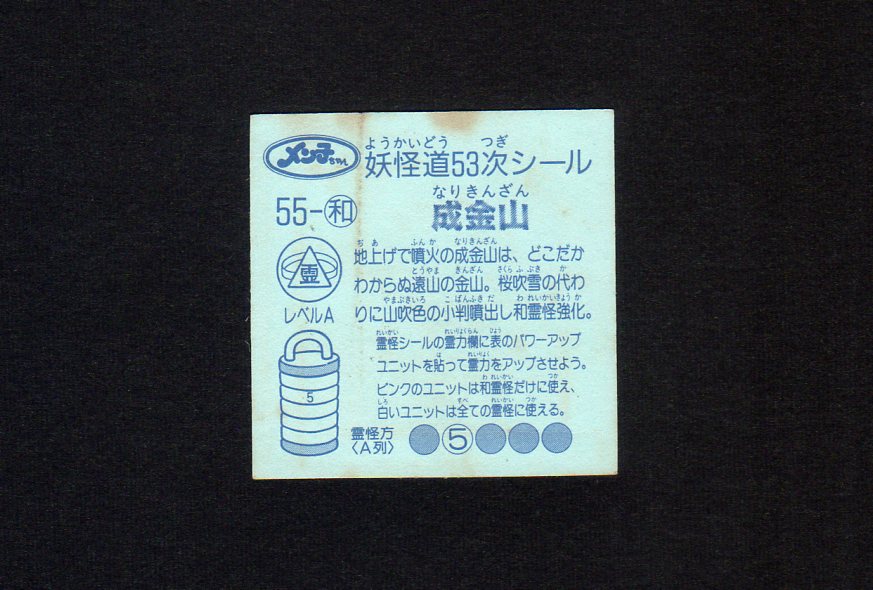 メン子ちゃん
ようかいどう つぎ
妖怪道53次シール
55-和
なりきんざん
成金山
ぢあ ふんか なりきんざん
地上げで噴火の成金山は、どこだか
とおやま きんざん さくらふぶき か
わからぬ遠山の金山。桜吹雪の代わ
やまぶきいろ こばんふきだ われいかいきょうか
りに山吹色の小判噴出し和霊怪強化。
霊
レベルA
れいかい れいりょくらん ひょう
霊怪シールの霊力欄に表のパワーアップ
は れいりょく
ユニットを貼って霊力をアップさせよう。
わ れいかい つか
ピンクのユニットは和霊怪だけに使え、
しろ すべ れいかい つか
白いユニットは全ての霊怪に使える。
5
霊怪方
〈A列〉
5